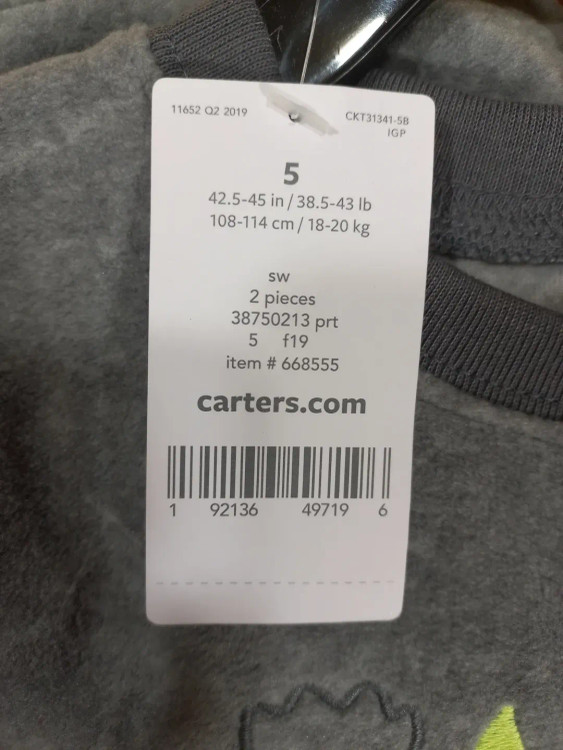 11652 Q2 2019
CKT31341-5B
IGP
5
42.5-45 in / 38.5-43 lb
108-114 cm / 18-20 kg
sw
2 pieces
38750213 prt
5 f19
item # 668555
carters.com
1 92136 49719 6